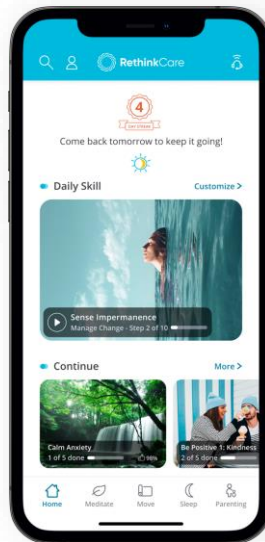 RethinkCare
4
Come back tomorrow to keep it going!
Daily Skill
Customize >
Sense Impermanence
Manage Change - Step 2 of 10
Continue
More >
Calm Anxiety
1 of 5 done
98%
Be Positive 1: Kindness
2 of 5 done
Home
Meditate
Move
Sleep
Parenting